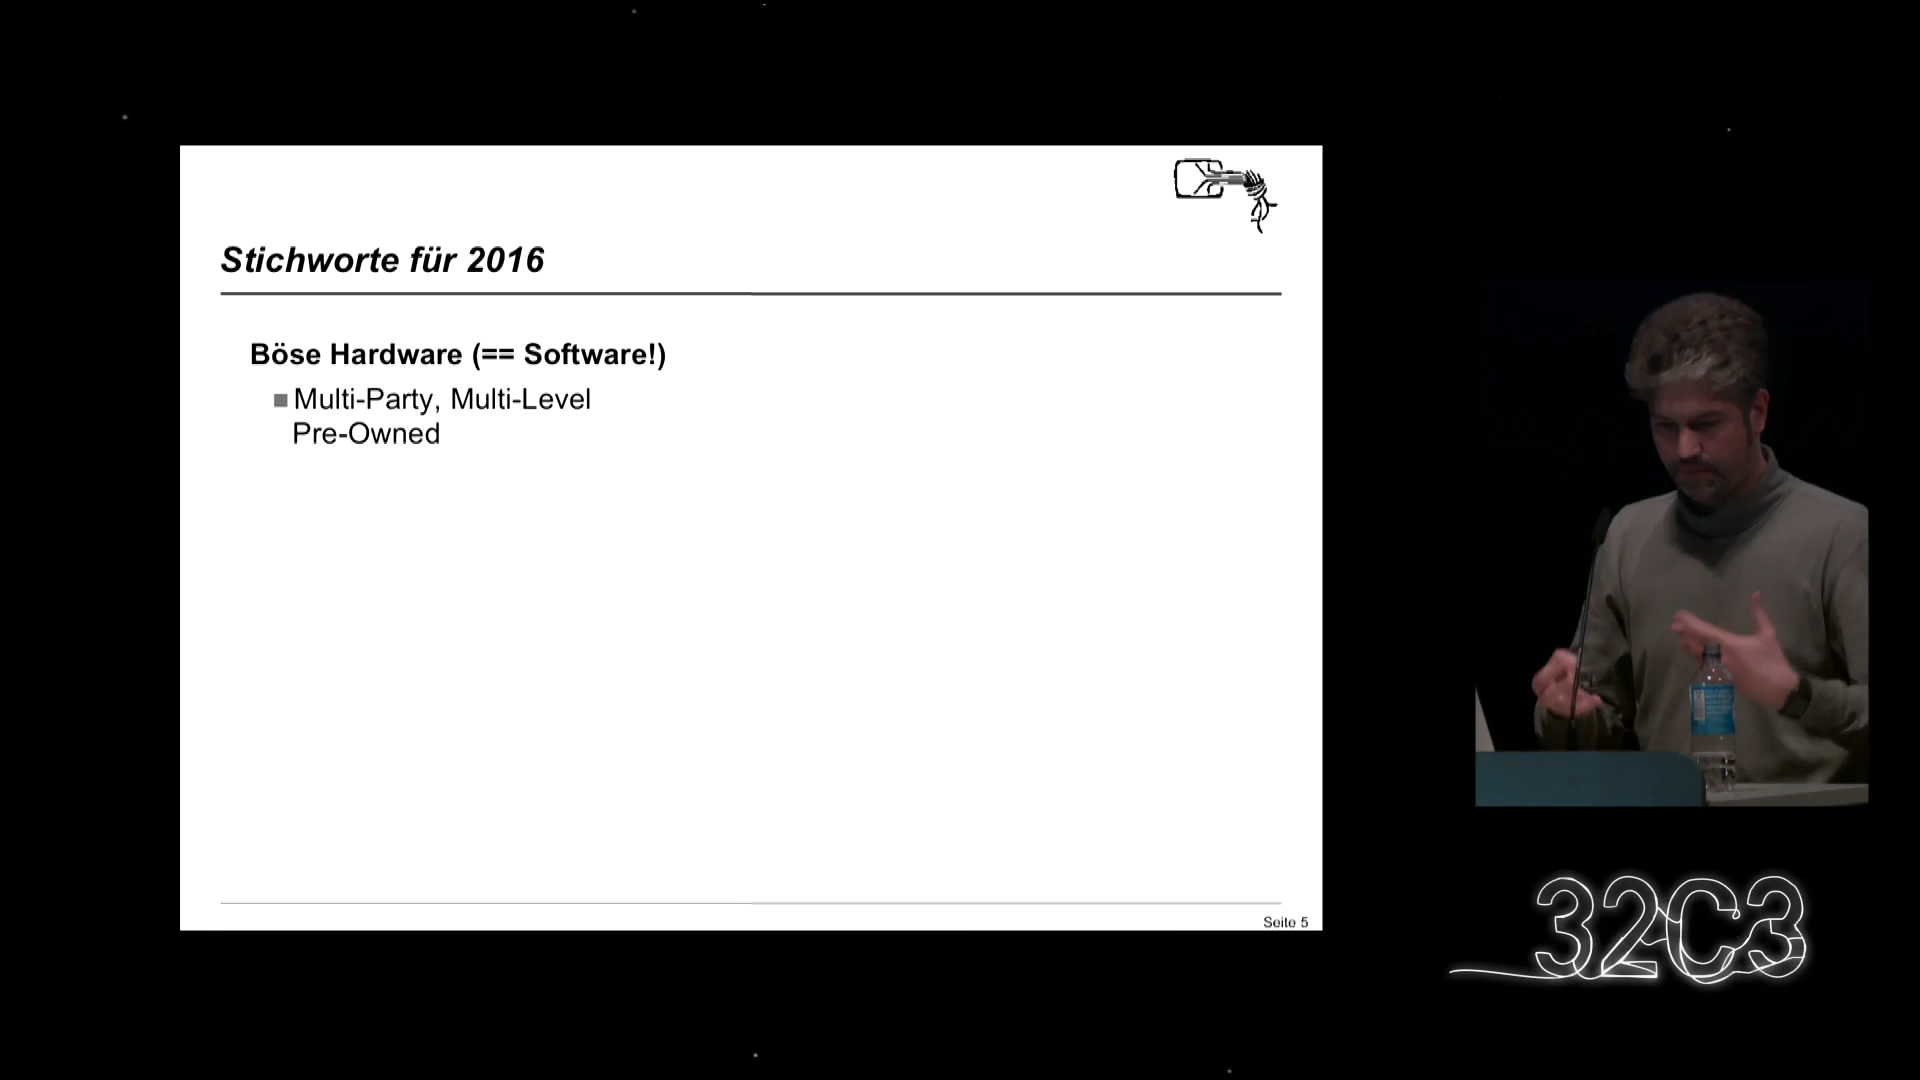 Stichworte für 2016
Böse Hardware (== Software!)
Multi-Party, Multi-Level
Pre-Owned
Seite 5
32C3